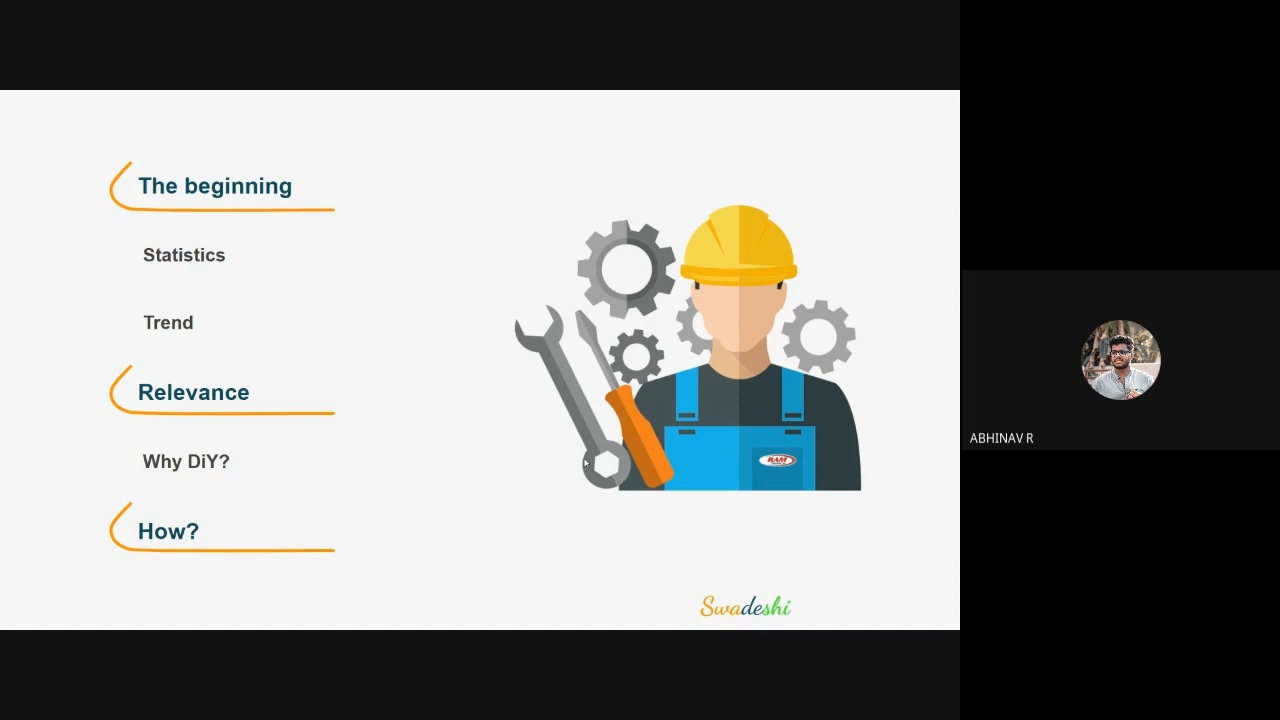 The beginning
Statistics
Trend
Relevance
Why DiY?
How?
RAM
Swadeshi
ABHINAV R